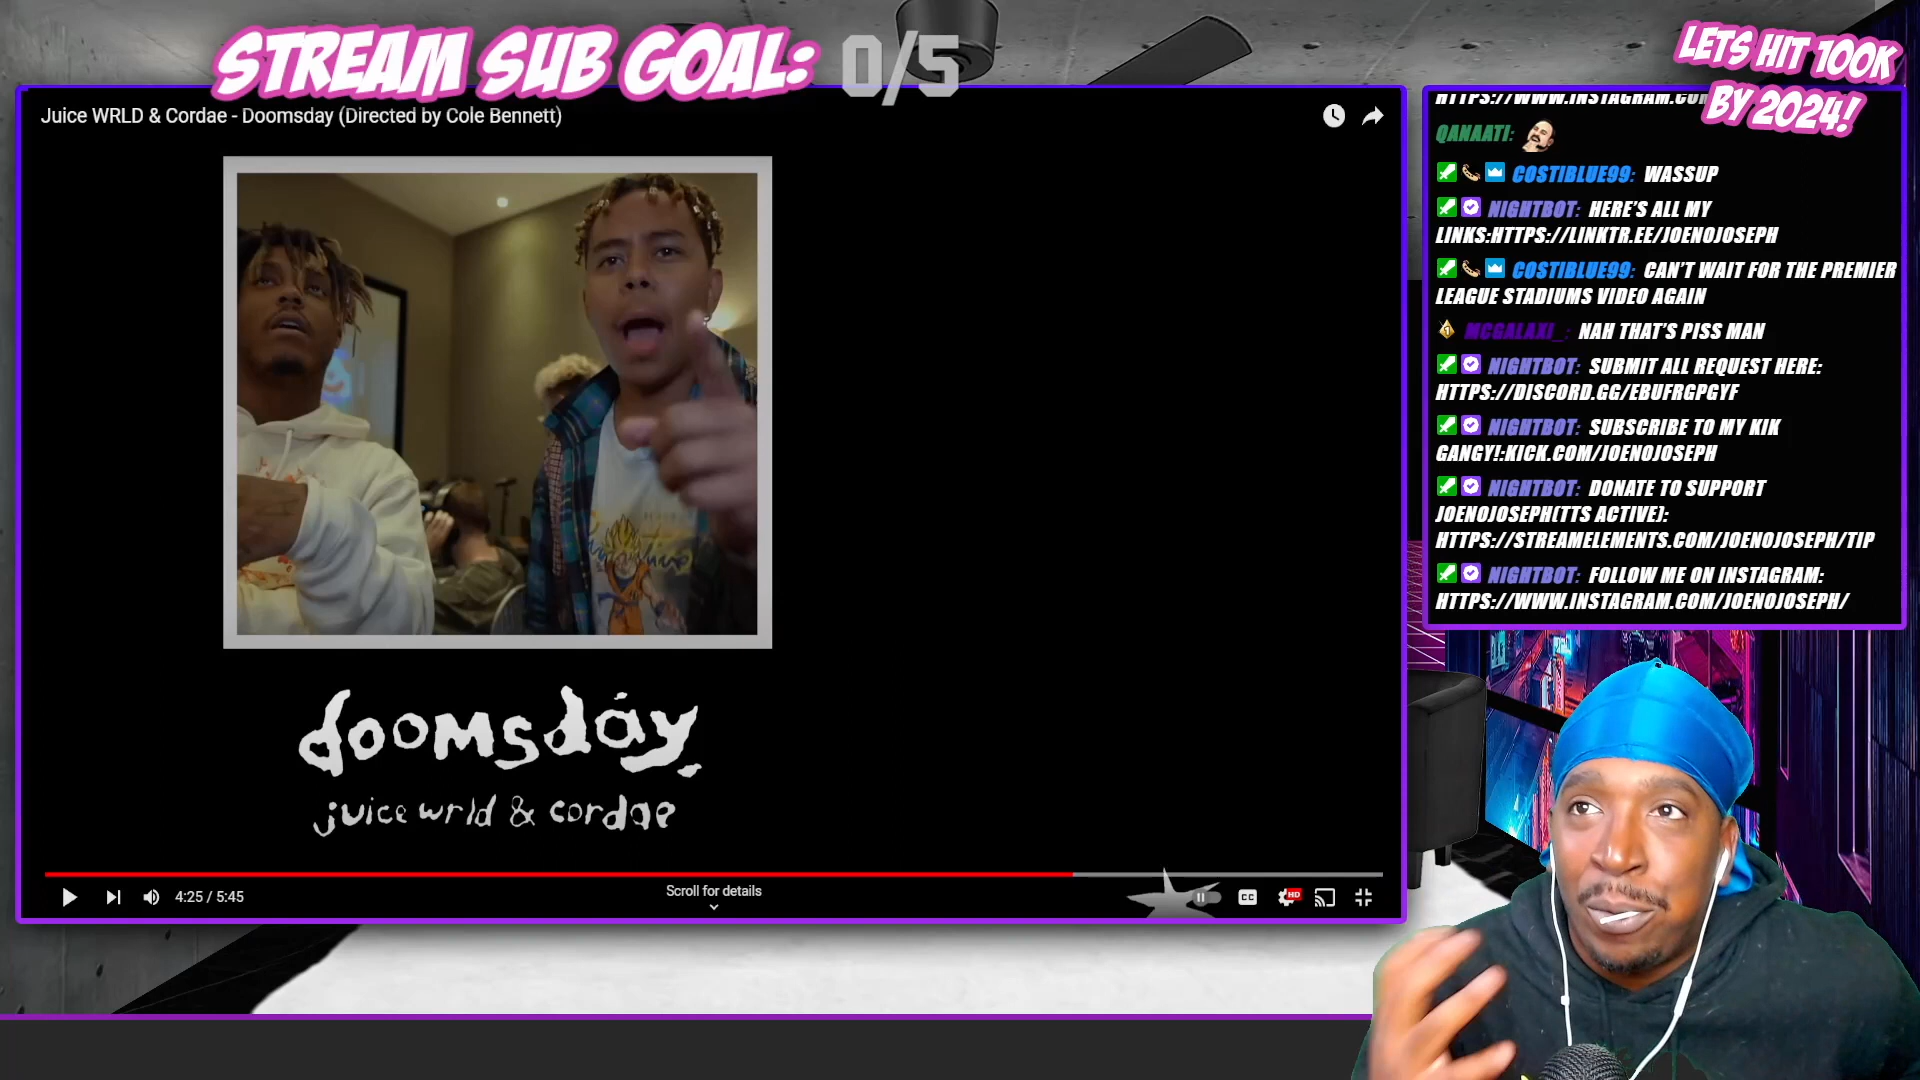 STREAM SUB GOAL: 0/5
LETS HIT 100K
BY 2024!
Juice WRLD & Cordae - Doomsday (Directed by Cole Bennett)
doomsday
juice wrld & cordae
4:25 / 5:45
Scroll for details
CC
HD
QANAATI:
COSTIBLUE99: WASSUP
NIGHTBOT: HERE'S ALL MY
LINKS:HTTPS://LINKTR.EE/JOENOJOSEPH
COSTIBLUE99: CAN'T WAIT FOR THE PREMIER
LEAGUE STADIUMS VIDEO AGAIN
MCGALAXI_: NAH THAT'S PISS MAN
NIGHTBOT: SUBMIT ALL REQUEST HERE:
HTTPS://DISCORD.GG/EBUFRGPGYF
NIGHTBOT: SUBSCRIBE TO MY KIK
GANGY!:KICK.COM/JOENOJOSEPH
NIGHTBOT: DONATE TO SUPPORT
JOENOJOSEPH(TTS ACTIVE):
HTTPS://STREAMELEMENTS.COM/JOENOJOSEPH/TIP
NIGHTBOT: FOLLOW ME ON INSTAGRAM:
HTTPS://WWW.INSTAGRAM.COM/JOENOJOSEPH/